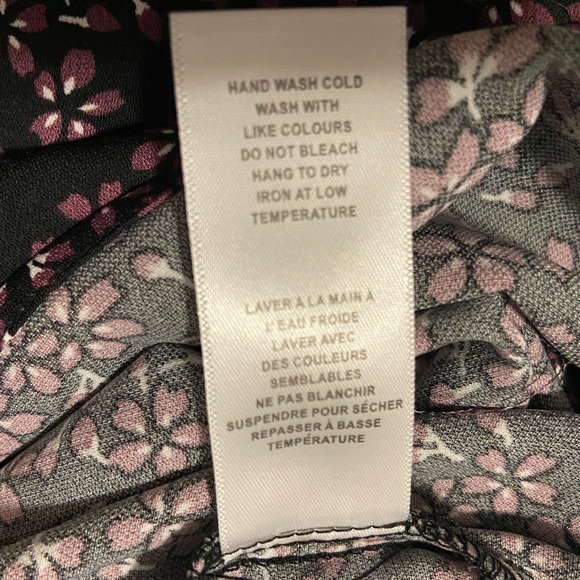 HAND WASH COLD
WASH WITH
LIKE COLOURS
DO NOT BLEACH
HANG TO DRY
IRON AT LOW
TEMPERATURE
LAVER À LA MAIN À
L'EAU FROIDE
LAVER AVEC
DES COULEURS
SEMBLABLES
NE PAS BLANCHIR
SUSPENDRE POUR SÉCHER
REPASSER À BASSE
TEMPÉRATURE